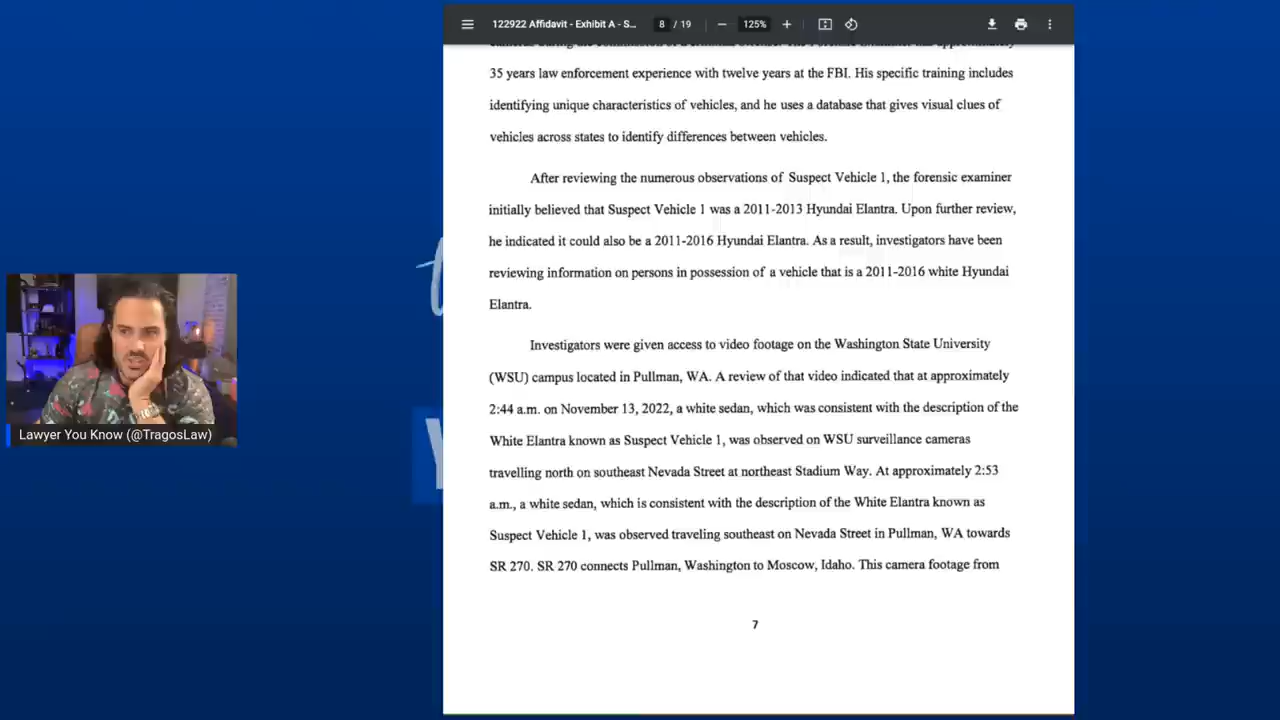 122922 Affidavit - Exhibit A - S...
8 / 19
125%
35 years law enforcement experience with twelve years at the FBI. His specific training includes
identifying unique characteristics of vehicles, and he uses a database that gives visual clues of
vehicles across states to identify differences between vehicles.
After reviewing the numerous observations of Suspect Vehicle 1, the forensic examiner
initially believed that Suspect Vehicle 1 was a 2011-2013 Hyundai Elantra. Upon further review,
he indicated it could also be a 2011-2016 Hyundai Elantra. As a result, investigators have been
reviewing information on persons in possession of a vehicle that is a 2011-2016 white Hyundai
Elantra.
Investigators were given access to video footage on the Washington State University
(WSU) campus located in Pullman, WA. A review of that video indicated that at approximately
2:44 a.m. on November 13, 2022, a white sedan, which was consistent with the description of the
White Elantra known as Suspect Vehicle 1, was observed on WSU surveillance cameras
travelling north on southeast Nevada Street at northeast Stadium Way. At approximately 2:53
a.m., a white sedan, which is consistent with the description of the White Elantra known as
Suspect Vehicle 1, was observed traveling southeast on Nevada Street in Pullman, WA towards
SR 270. SR 270 connects Pullman, Washington to Moscow, Idaho. This camera footage from
7
Lawyer You Know (@TragosLaw)